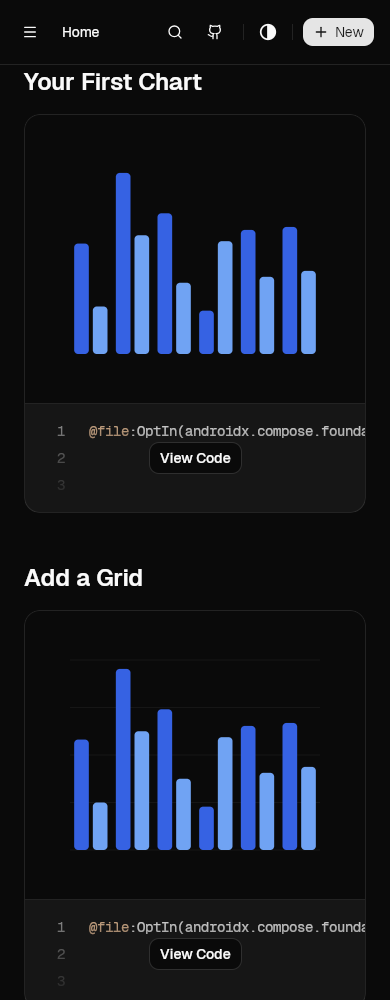 Home
New
Your First Chart
1 @file:OptIn(androidx.compose.founda
2
View Code
3
Add a Grid
1 @file:OptIn(androidx.compose.founda
2
View Code
3